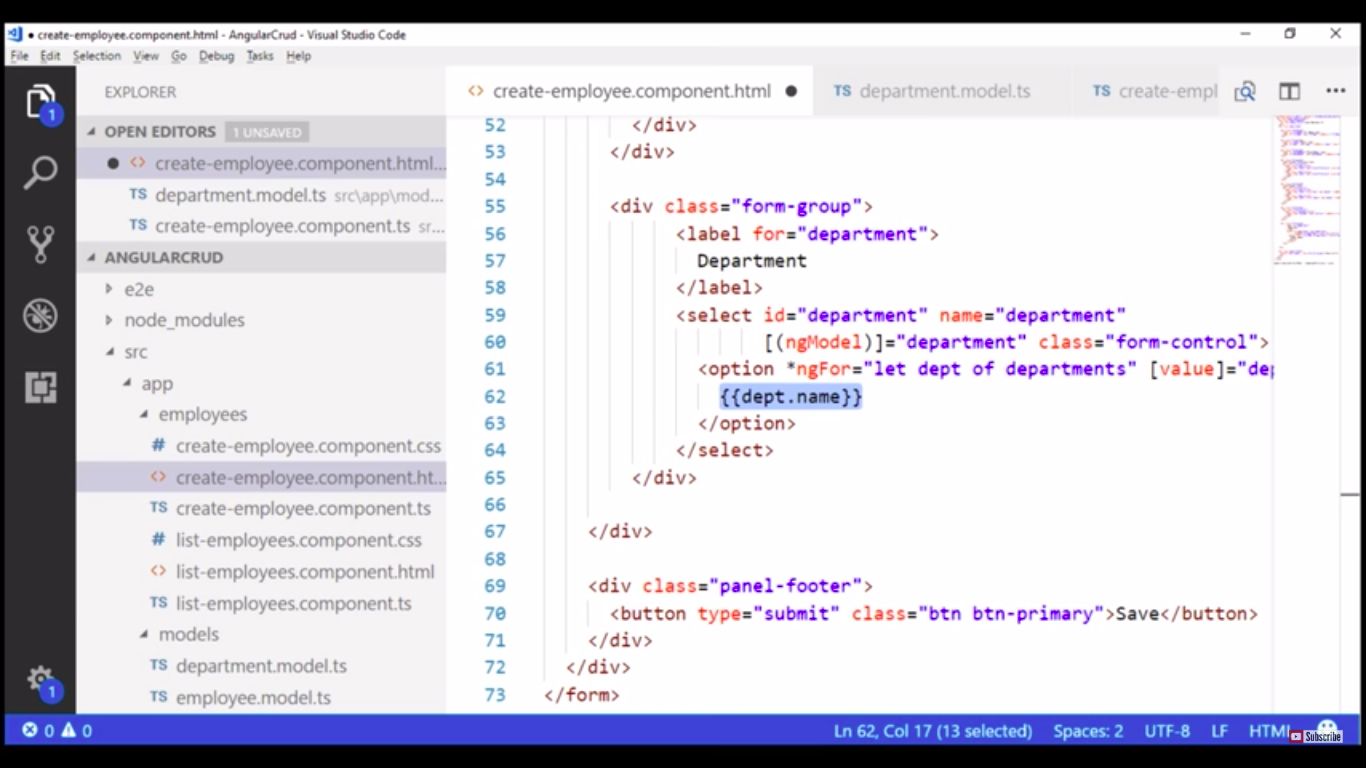 create-employee.component.html - AngularCrud - Visual Studio Code
File Edit Selection View Go Debug Tasks Help
EXPLORER
OPEN EDITORS 1 UNSAVED
create-employee.component.html...
TS department.model.ts src\app\mod...
TS create-employee.component.ts sr...
ANGULARCRUD
e2e
node_modules
src
app
employees
# create-employee.component.css
<> create-employee.component.ht...
TS create-employee.component.ts
# list-employees.component.css
<> list-employees.component.html
TS list-employees.component.ts
models
TS department.model.ts
TS employee.model.ts
1
1
<> create-employee.component.html TS department.model.ts TS create-empl ...
52 </div>
53 </div>
54
55 <div class="form-group">
56 <label for="department">
57 Department
58 </label>
59 <select id="department" name="department"
60 [(ngModel)]="department" class="form-control">
61 <option *ngFor="let dept of departments" [value]="dep
62 {{dept.name}}
63 </option>
64 </select>
65 </div>
66
67 </div>
68
69 <div class="panel-footer">
70 <button type="submit" class="btn btn-primary">Save</button>
71 </div>
72 </div>
73 </form>
0 0 Ln 62, Col 17 (13 selected) Spaces: 2 UTF-8 LF HTML
Subscribe